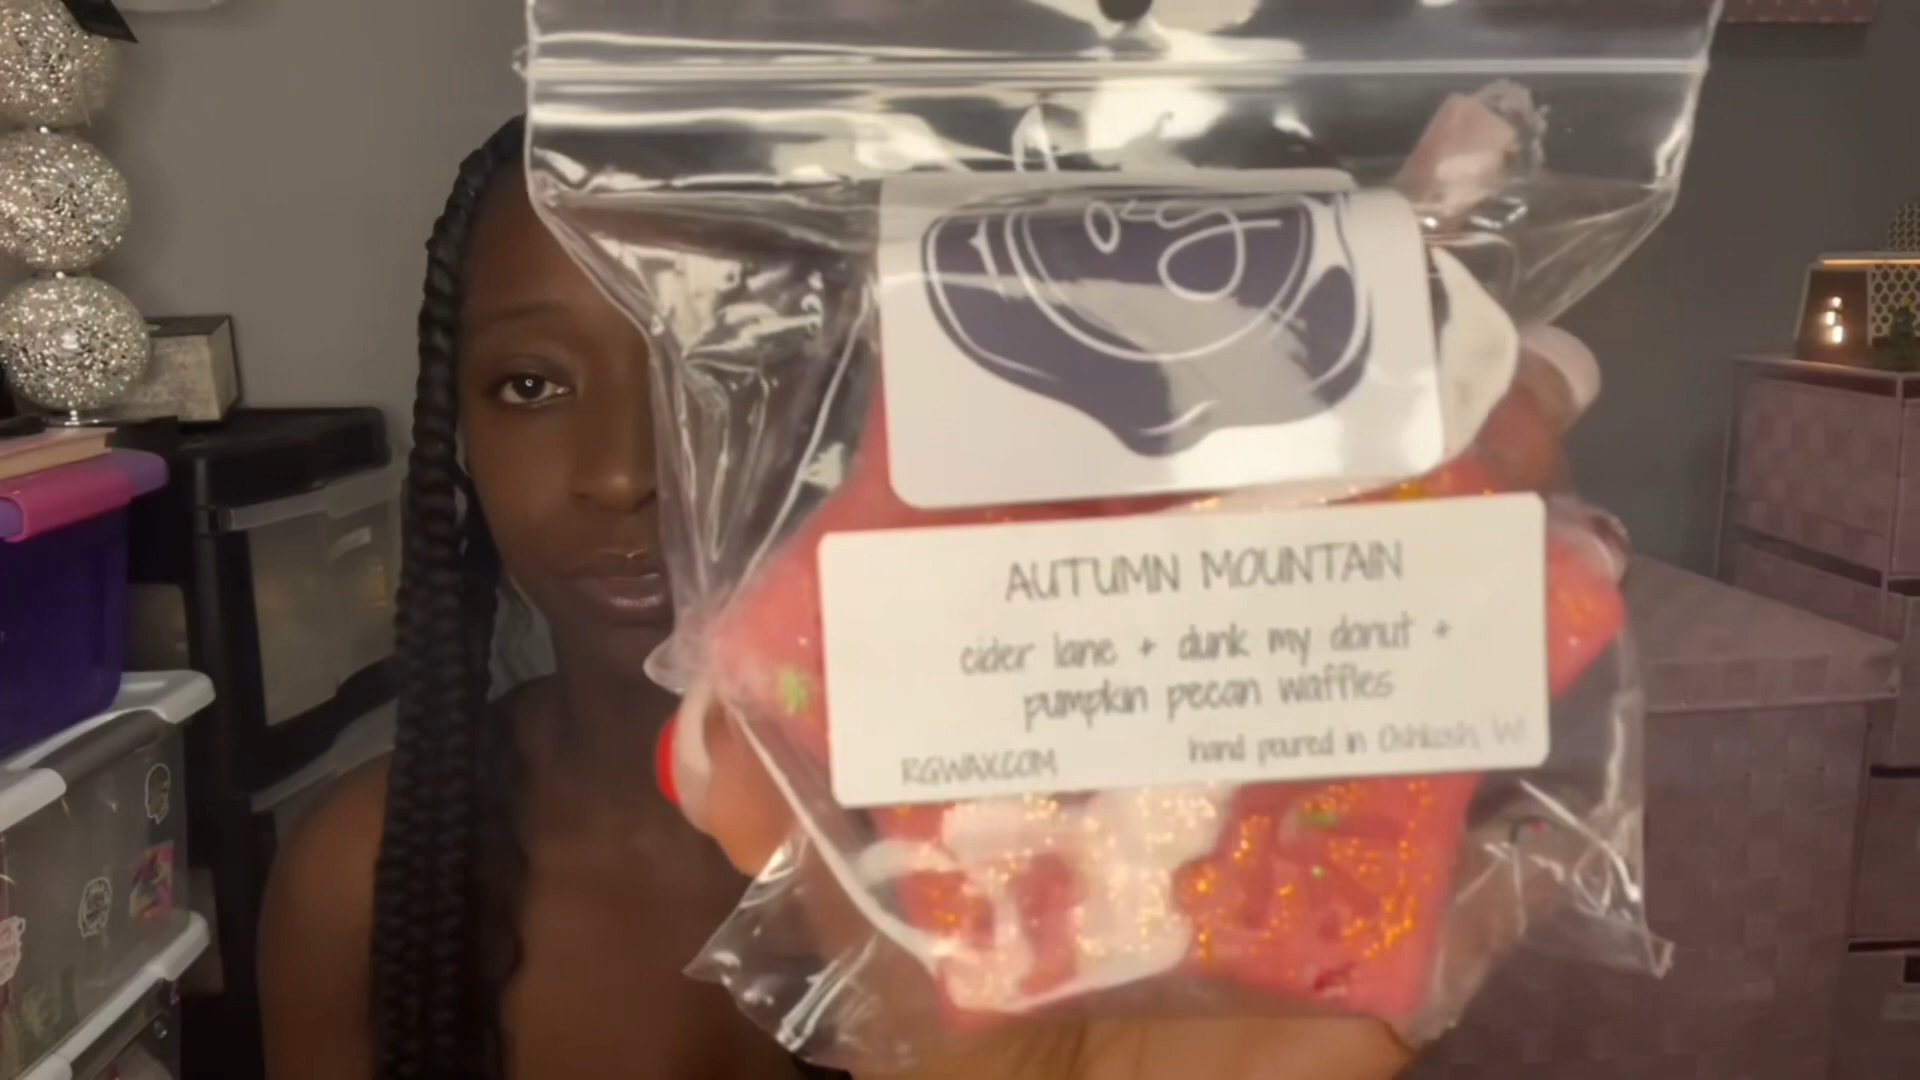 AUTUMN MOUNTAIN
cider lane + dunk my donut +
pumpkin pecan waffles
RGWAX.COM
hand poured in Oshkosh, WI